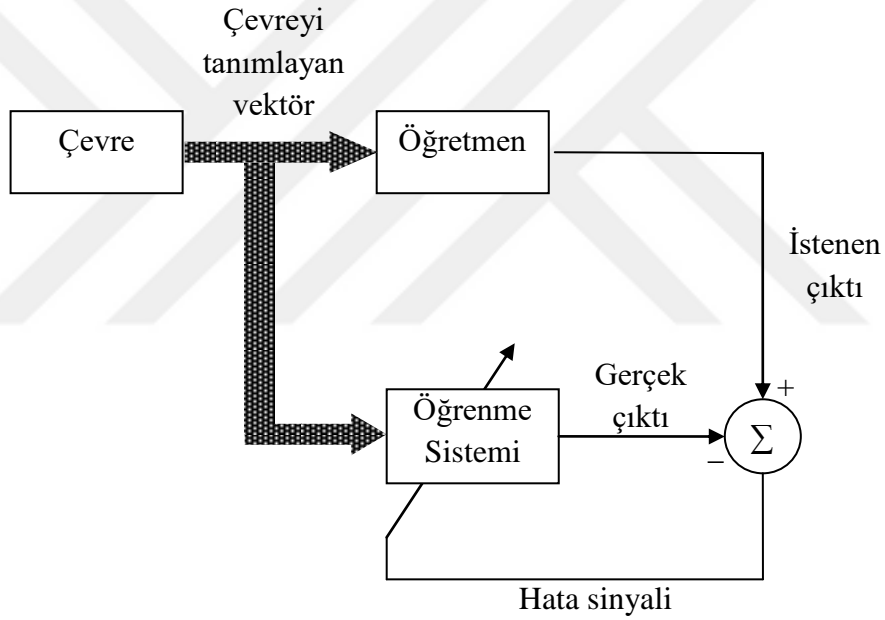 Çevreyi
tanımlayan
vektör
Çevre
Öğretmen
İstenen
çıktı
Öğrenme
Sistemi
Gerçek
çıktı
+
Σ
−
Hata sinyali